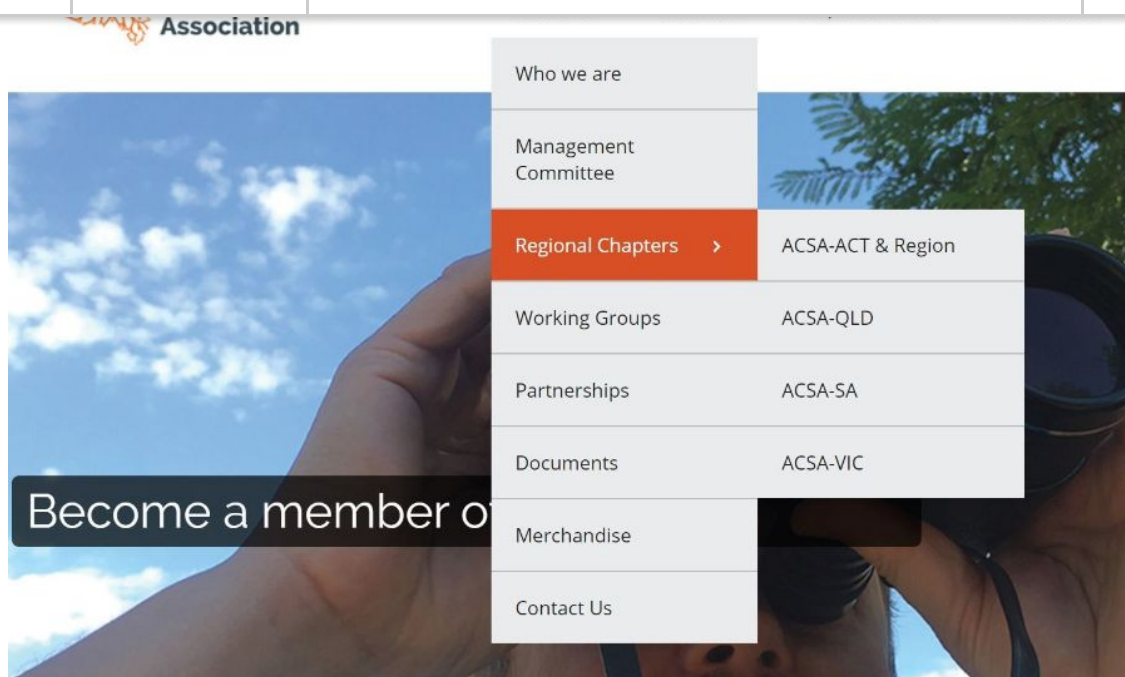 Association
Who we are
Management
Committee
Regional Chapters
ACSA-ACT & Region
Working Groups
ACSA-QLD
Partnerships
ACSA-SA
Documents
ACSA-VIC
Become a member
Merchandise
Contact Us